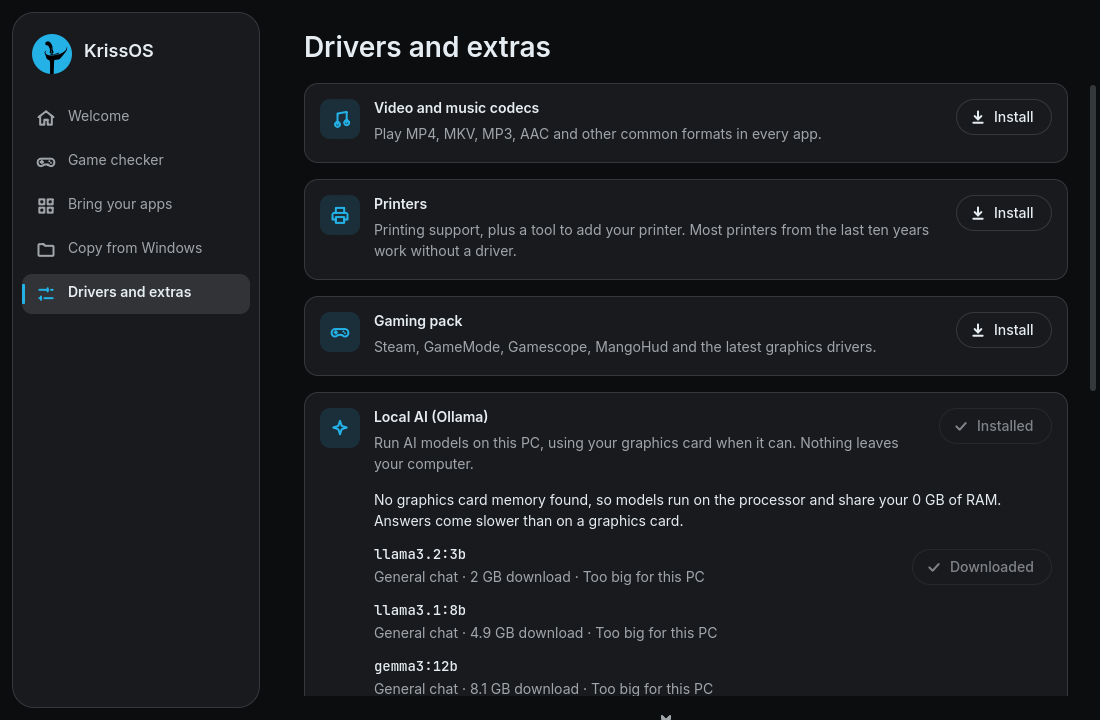 KrissOS
Welcome
Game checker
Bring your apps
Copy from Windows
Drivers and extras
Drivers and extras
Video and music codecs
Play MP4, MKV, MP3, AAC and other common formats in every app.
Install
Printers
Printing support, plus a tool to add your printer. Most printers from the last ten years
work without a driver.
Install
Gaming pack
Steam, GameMode, Gamescope, MangoHud and the latest graphics drivers.
Install
Local AI (Ollama)
Run AI models on this PC, using your graphics card when it can. Nothing leaves
your computer.
Installed
No graphics card memory found, so models run on the processor and share your 0 GB of RAM.
Answers come slower than on a graphics card.
llama3.2:3b
General chat · 2 GB download · Too big for this PC
Downloaded
llama3.1:8b
General chat · 4.9 GB download · Too big for this PC
gemma3:12b
General chat · 8.1 GB download · Too big for this PC